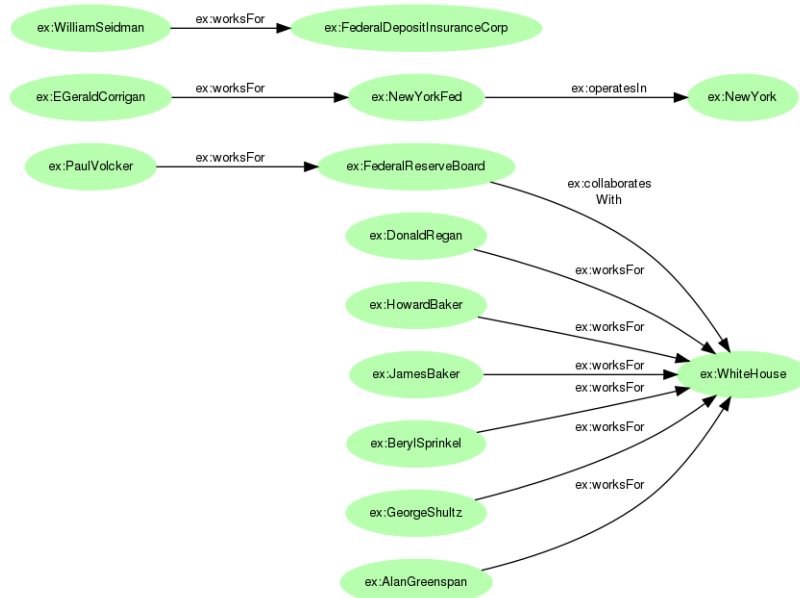 ex:WilliamSeidman
ex:worksFor
ex:FederalDepositInsuranceCorp
ex:EGeraldCorrigan
ex:worksFor
ex:NewYorkFed
ex:operatesIn
ex:NewYork
ex:PaulVolcker
ex:worksFor
ex:FederalReserveBoard
ex:collaborates
With
ex:DonaldRegan
ex:worksFor
ex:HowardBaker
ex:worksFor
ex:JamesBaker
ex:worksFor
ex:WhiteHouse
ex:worksFor
ex:BerylSprinkel
ex:worksFor
ex:GeorgeShultz
ex:worksFor
ex:AlanGreenspan